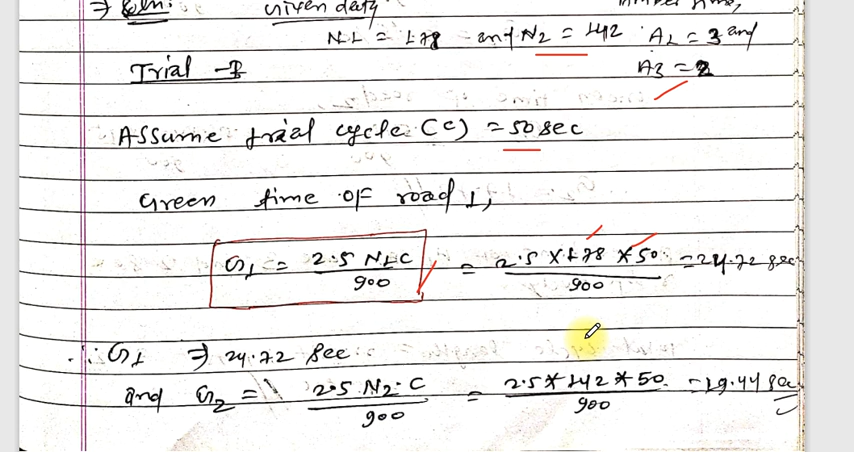 ⇒ Soln: Given data
N1 = 178 and N2 = 142 A1 = 3 and
Trial - I A2 = 2
Assume trial cycle (C) = 50 sec
Green time of road 1,
G1 = 2.5 N1 C / 900 = 2.5 * 178 * 50 / 900 = 24.72 sec
∴ G1 ⇒ 24.72 sec
and G2 = 2.5 N2 . C / 900 = 2.5 * 142 * 50 / 900 = 19.44 sec